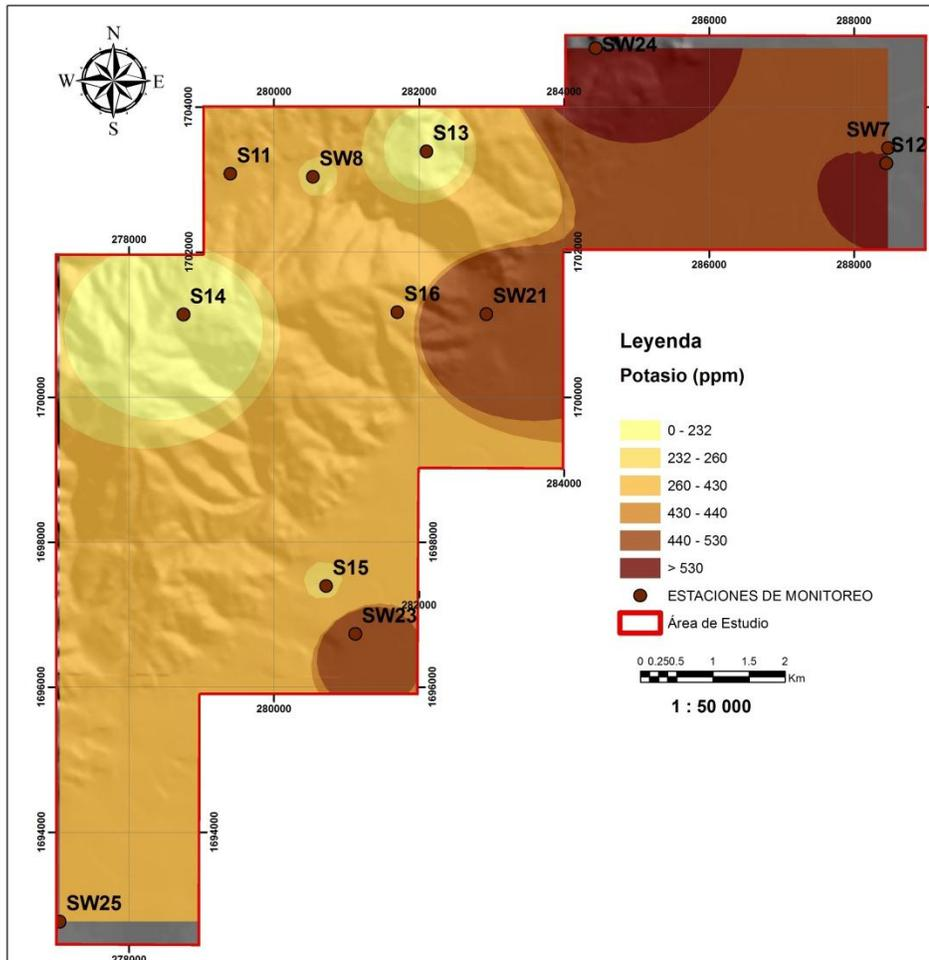 N
W E
S
286000 288000
280000 282000 284000
1704000
SW24
SW7
S12
S13
S11
SW8
278000
1702000 1702000
286000 288000
S14
S16
SW21
1700000 1700000
284000
Leyenda
Potasio (ppm)
0 - 232
232 - 260
260 - 430
430 - 440
440 - 530
> 530
ESTACIONES DE MONITOREO
Área de Estudio
0 0.250.5 1 1.5 2
Km
1 : 50 000
1698000 1698000
S15
282000
SW23
1696000 1696000
280000
1694000 1694000
SW25
278000